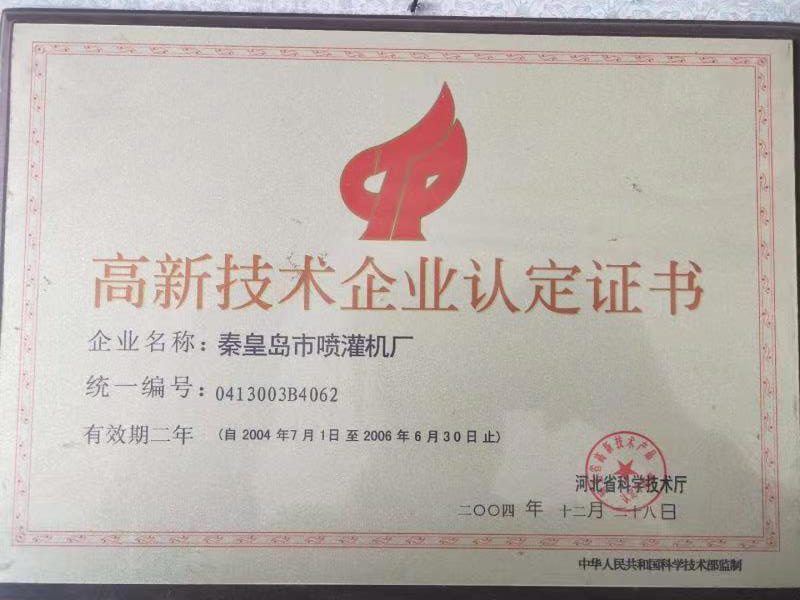 高新技术企业认定证书
企业名称：秦皇岛市喷灌机厂
统一编号：0413003B4062
有效期二年 (自 2004 年 7 月 1 日 至 2006 年 6 月 30 日 止)
河北省科学技术厅
二〇〇四 年 十二月 二十八日
中华人民共和国科学技术部监制